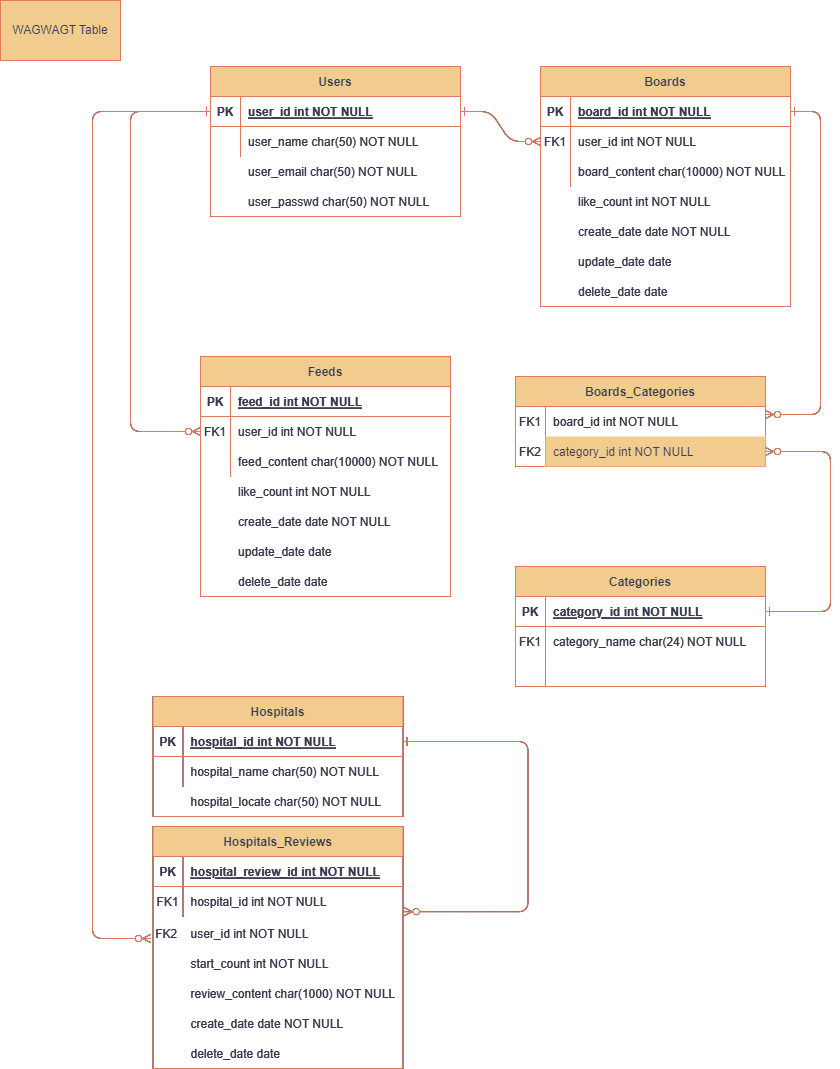 WAGWAGT Table
Users
PK user_id int NOT NULL
user_name char(50) NOT NULL
user_email char(50) NOT NULL
user_passwd char(50) NOT NULL
Boards
PK board_id int NOT NULL
FK1 user_id int NOT NULL
board_content char(10000) NOT NULL
like_count int NOT NULL
create_date date NOT NULL
update_date date
delete_date date
Feeds
PK feed_id int NOT NULL
FK1 user_id int NOT NULL
feed_content char(10000) NOT NULL
like_count int NOT NULL
create_date date NOT NULL
update_date date
delete_date date
Boards_Categories
FK1 board_id int NOT NULL
FK2 category_id int NOT NULL
Categories
PK category_id int NOT NULL
FK1 category_name char(24) NOT NULL
Hospitals
PK hospital_id int NOT NULL
hospital_name char(50) NOT NULL
hospital_locate char(50) NOT NULL
Hospitals_Reviews
PK hospital_review_id int NOT NULL
FK1 hospital_id int NOT NULL
FK2 user_id int NOT NULL
start_count int NOT NULL
review_content char(1000) NOT NULL
create_date date NOT NULL
delete_date date